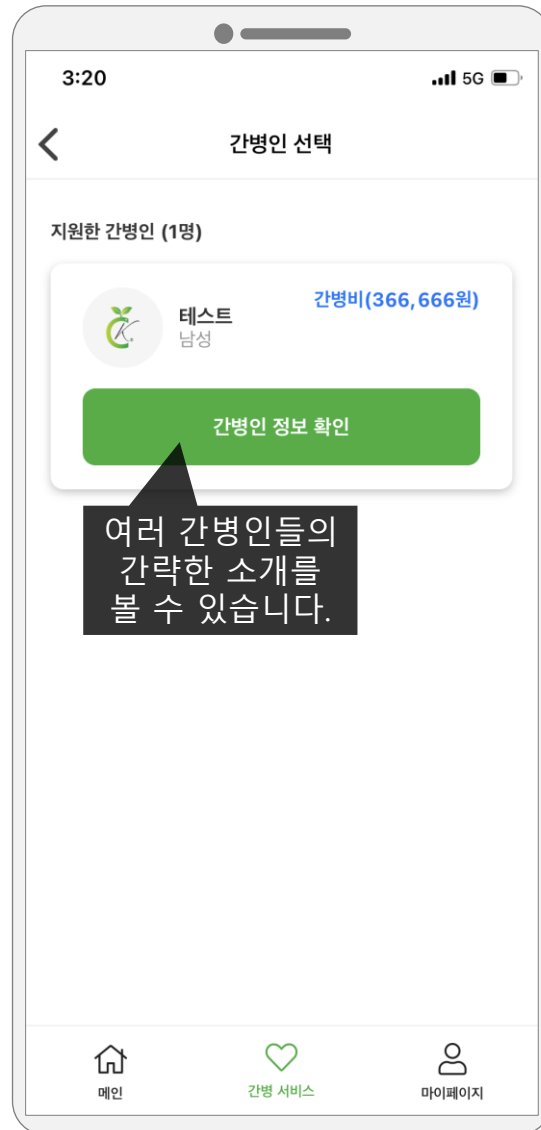 3:20
5G
간병인 선택
지원한 간병인 (1명)
간병비(366,666원)
테스트
남성
간병인 정보 확인
여러 간병인들의
간략한 소개를
볼 수 있습니다.
메인
간병 서비스
마이페이지